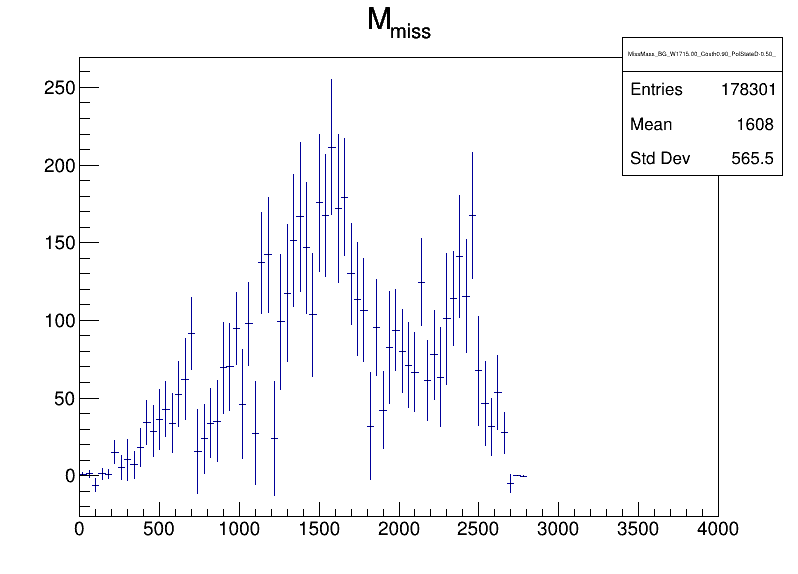 M_miss
MissMass_BG_W1715.00_Costh0.90_PolStateD-0.50_
Entries 178301
Mean 1608
Std Dev 565.5
250
200
150
100
50
0
0 500 1000 1500 2000 2500 3000 3500 4000